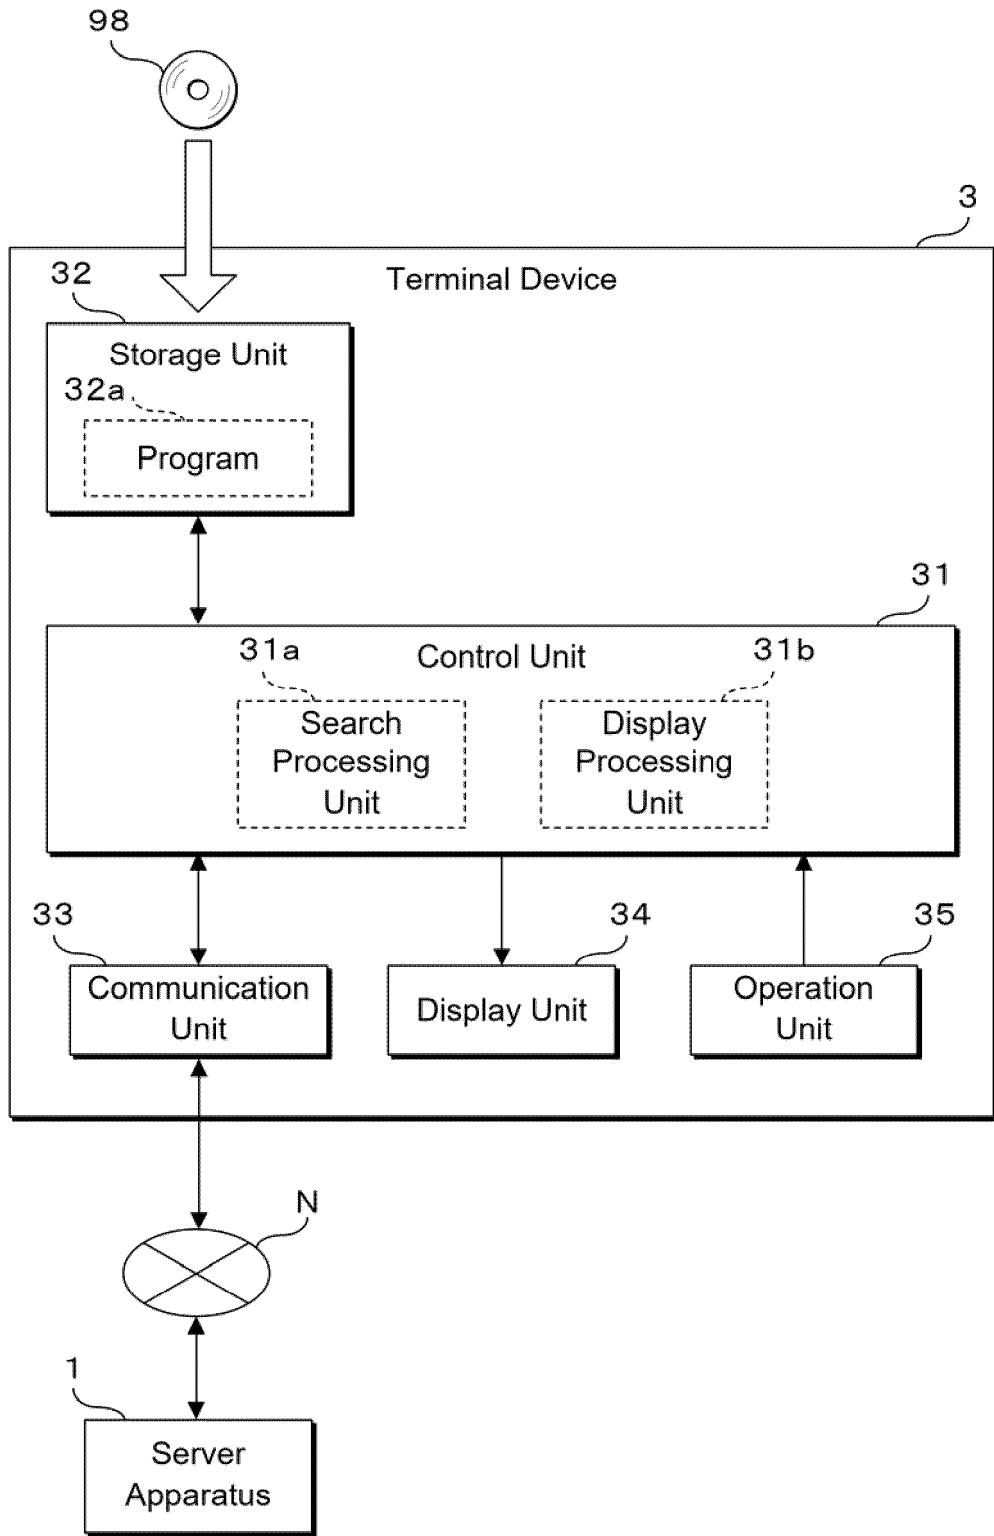 98
3
Terminal Device
32
Storage Unit
32a
Program
31
Control Unit
31a
31b
Search
Processing
Unit
Display
Processing
Unit
33
Communication
Unit
34
Display Unit
35
Operation
Unit
N
1
Server
Apparatus